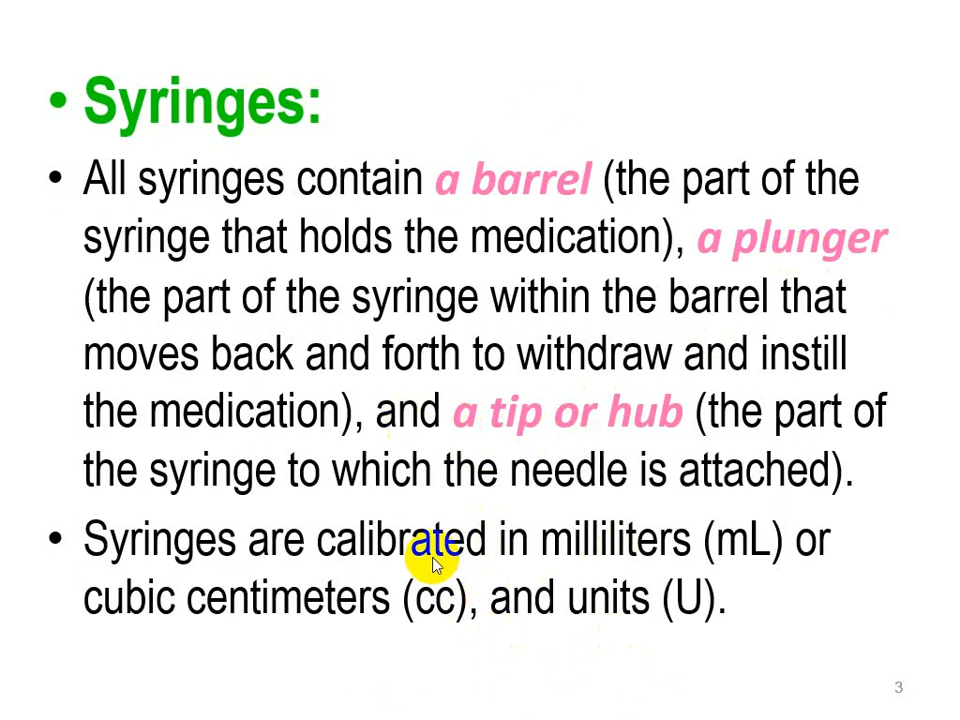 • Syringes:
• All syringes contain a barrel (the part of the
syringe that holds the medication), a plunger
(the part of the syringe within the barrel that
moves back and forth to withdraw and instill
the medication), and a tip or hub (the part of
the syringe to which the needle is attached).
• Syringes are calibrated in milliliters (mL) or
cubic centimeters (cc), and units (U).
3